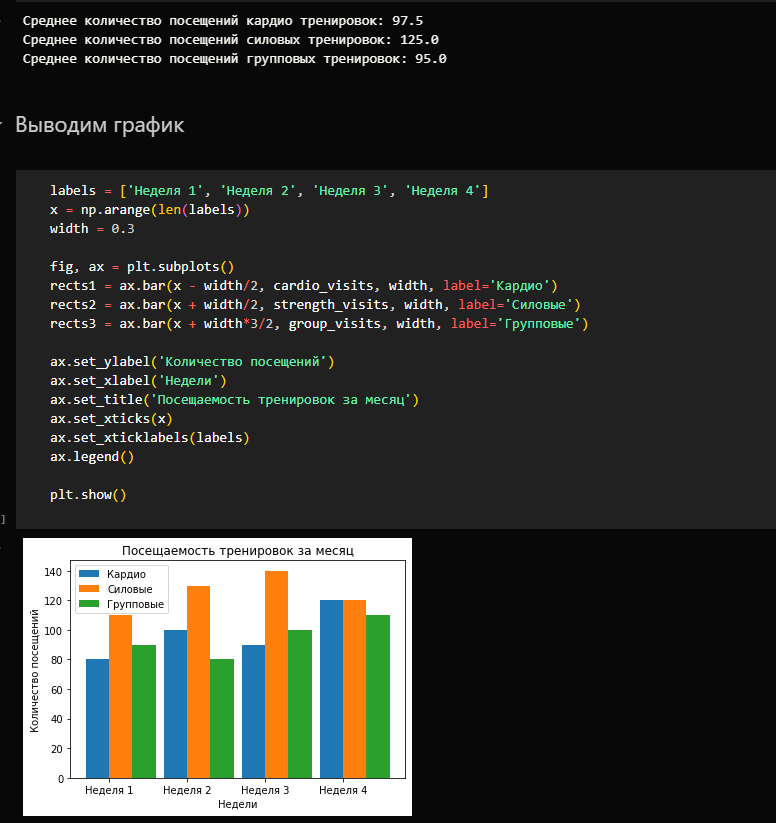 Среднее количество посещений кардио тренировок: 97.5
Среднее количество посещений силовых тренировок: 125.0
Среднее количество посещений групповых тренировок: 95.0
Выводим график
labels = ['Неделя 1', 'Неделя 2', 'Неделя 3', 'Неделя 4']
x = np.arange(len(labels))
width = 0.3
fig, ax = plt.subplots()
rects1 = ax.bar(x - width/2, cardio_visits, width, label='Кардио')
rects2 = ax.bar(x + width/2, strength_visits, width, label='Силовые')
rects3 = ax.bar(x + width*3/2, group_visits, width, label='Групповые')
ax.set_ylabel('Количество посещений')
ax.set_xlabel('Недели')
ax.set_title('Посещаемость тренировок за месяц')
ax.set_xticks(x)
ax.set_xticklabels(labels)
ax.legend()
plt.show()
]
Посещаемость тренировок за месяц
Количество посещений
140
120
100
80
60
40
20
0
Кардио
Силовые
Групповые
Неделя 1 Неделя 2 Неделя 3 Неделя 4
Недели